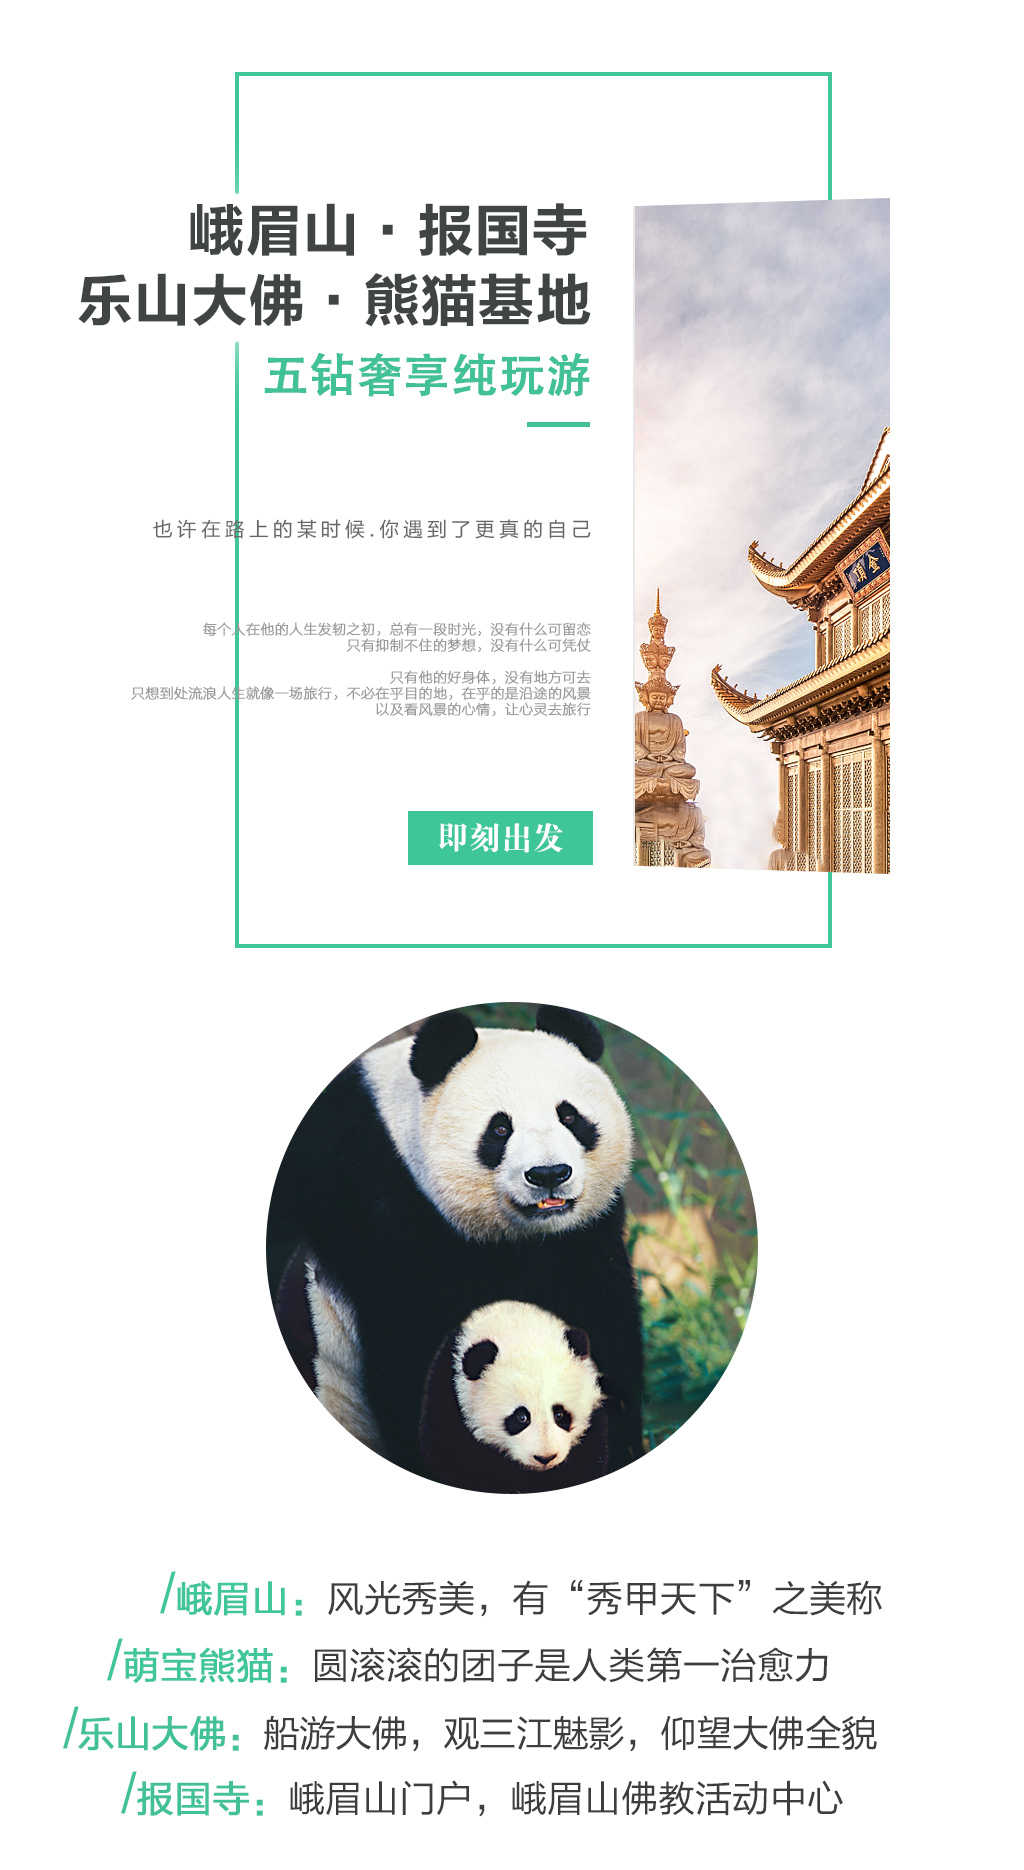 峨眉山·报国寺
乐山大佛·熊猫基地
五钻奢享纯玩游
也许在路上的某时候.你遇到了更真的自己
每个人在他的人生发轫之初，总有一段时光，没有什么可留恋
只有抑制不住的梦想，没有什么可凭仗
只有他的好身体，没有地方可去
只想到处流浪人生就像一场旅行，不必在乎目的地，在乎的是沿途的风景
以及看风景的心情，让心灵去旅行
金顶
即刻出发
/峨眉山：风光秀美，有“秀甲天下”之美称
/萌宝熊猫：圆滚滚的团子是人类第一治愈力
/乐山大佛：船游大佛，观三江魅影，仰望大佛全貌
/报国寺：峨眉山门户，峨眉山佛教活动中心